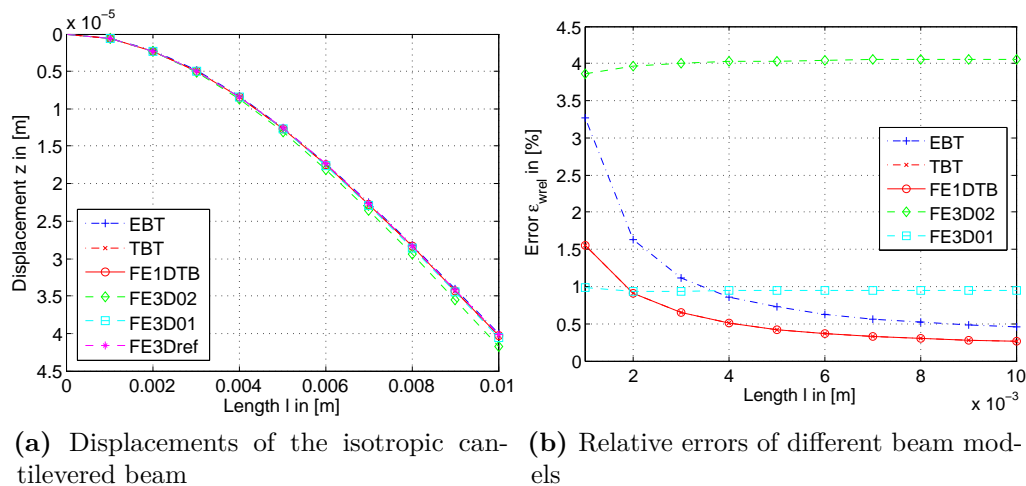 x 10⁻⁵
0
0.5
1
1.5
2
2.5
3
3.5
4
4.5
Displacement z in [m]
EBT
TBT
FE1DTB
FE3D02
FE3D01
FE3Dref
0 0.002 0.004 0.006 0.008 0.01
Length l in [m]
(a) Displacements of the isotropic can-
tilevered beam
4.5
4
3.5
3
2.5
2
1.5
1
0.5
0
Error ε_wrel in [%]
EBT
TBT
FE1DTB
FE3D02
FE3D01
2 4 6 8 10
x 10⁻³
Length l in [m]
(b) Relative errors of different beam mod-
els